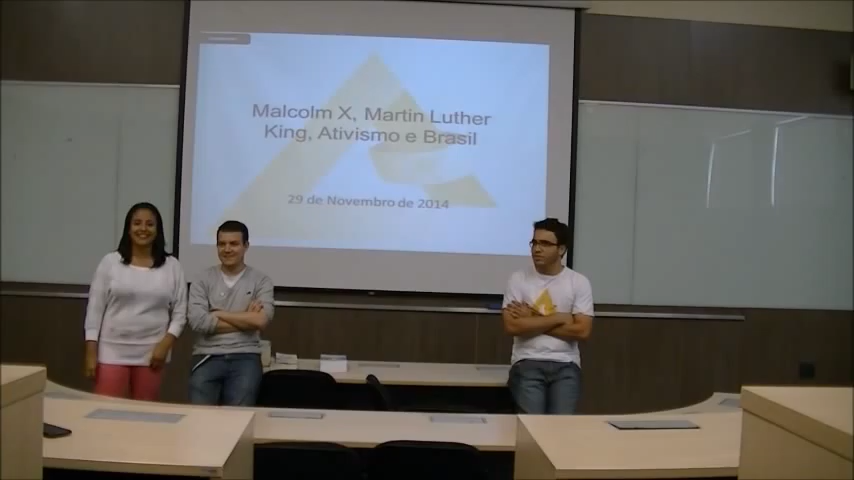 Malcolm X, Martin Luther
King, Ativismo e Brasil
29 de Novembro de 2014